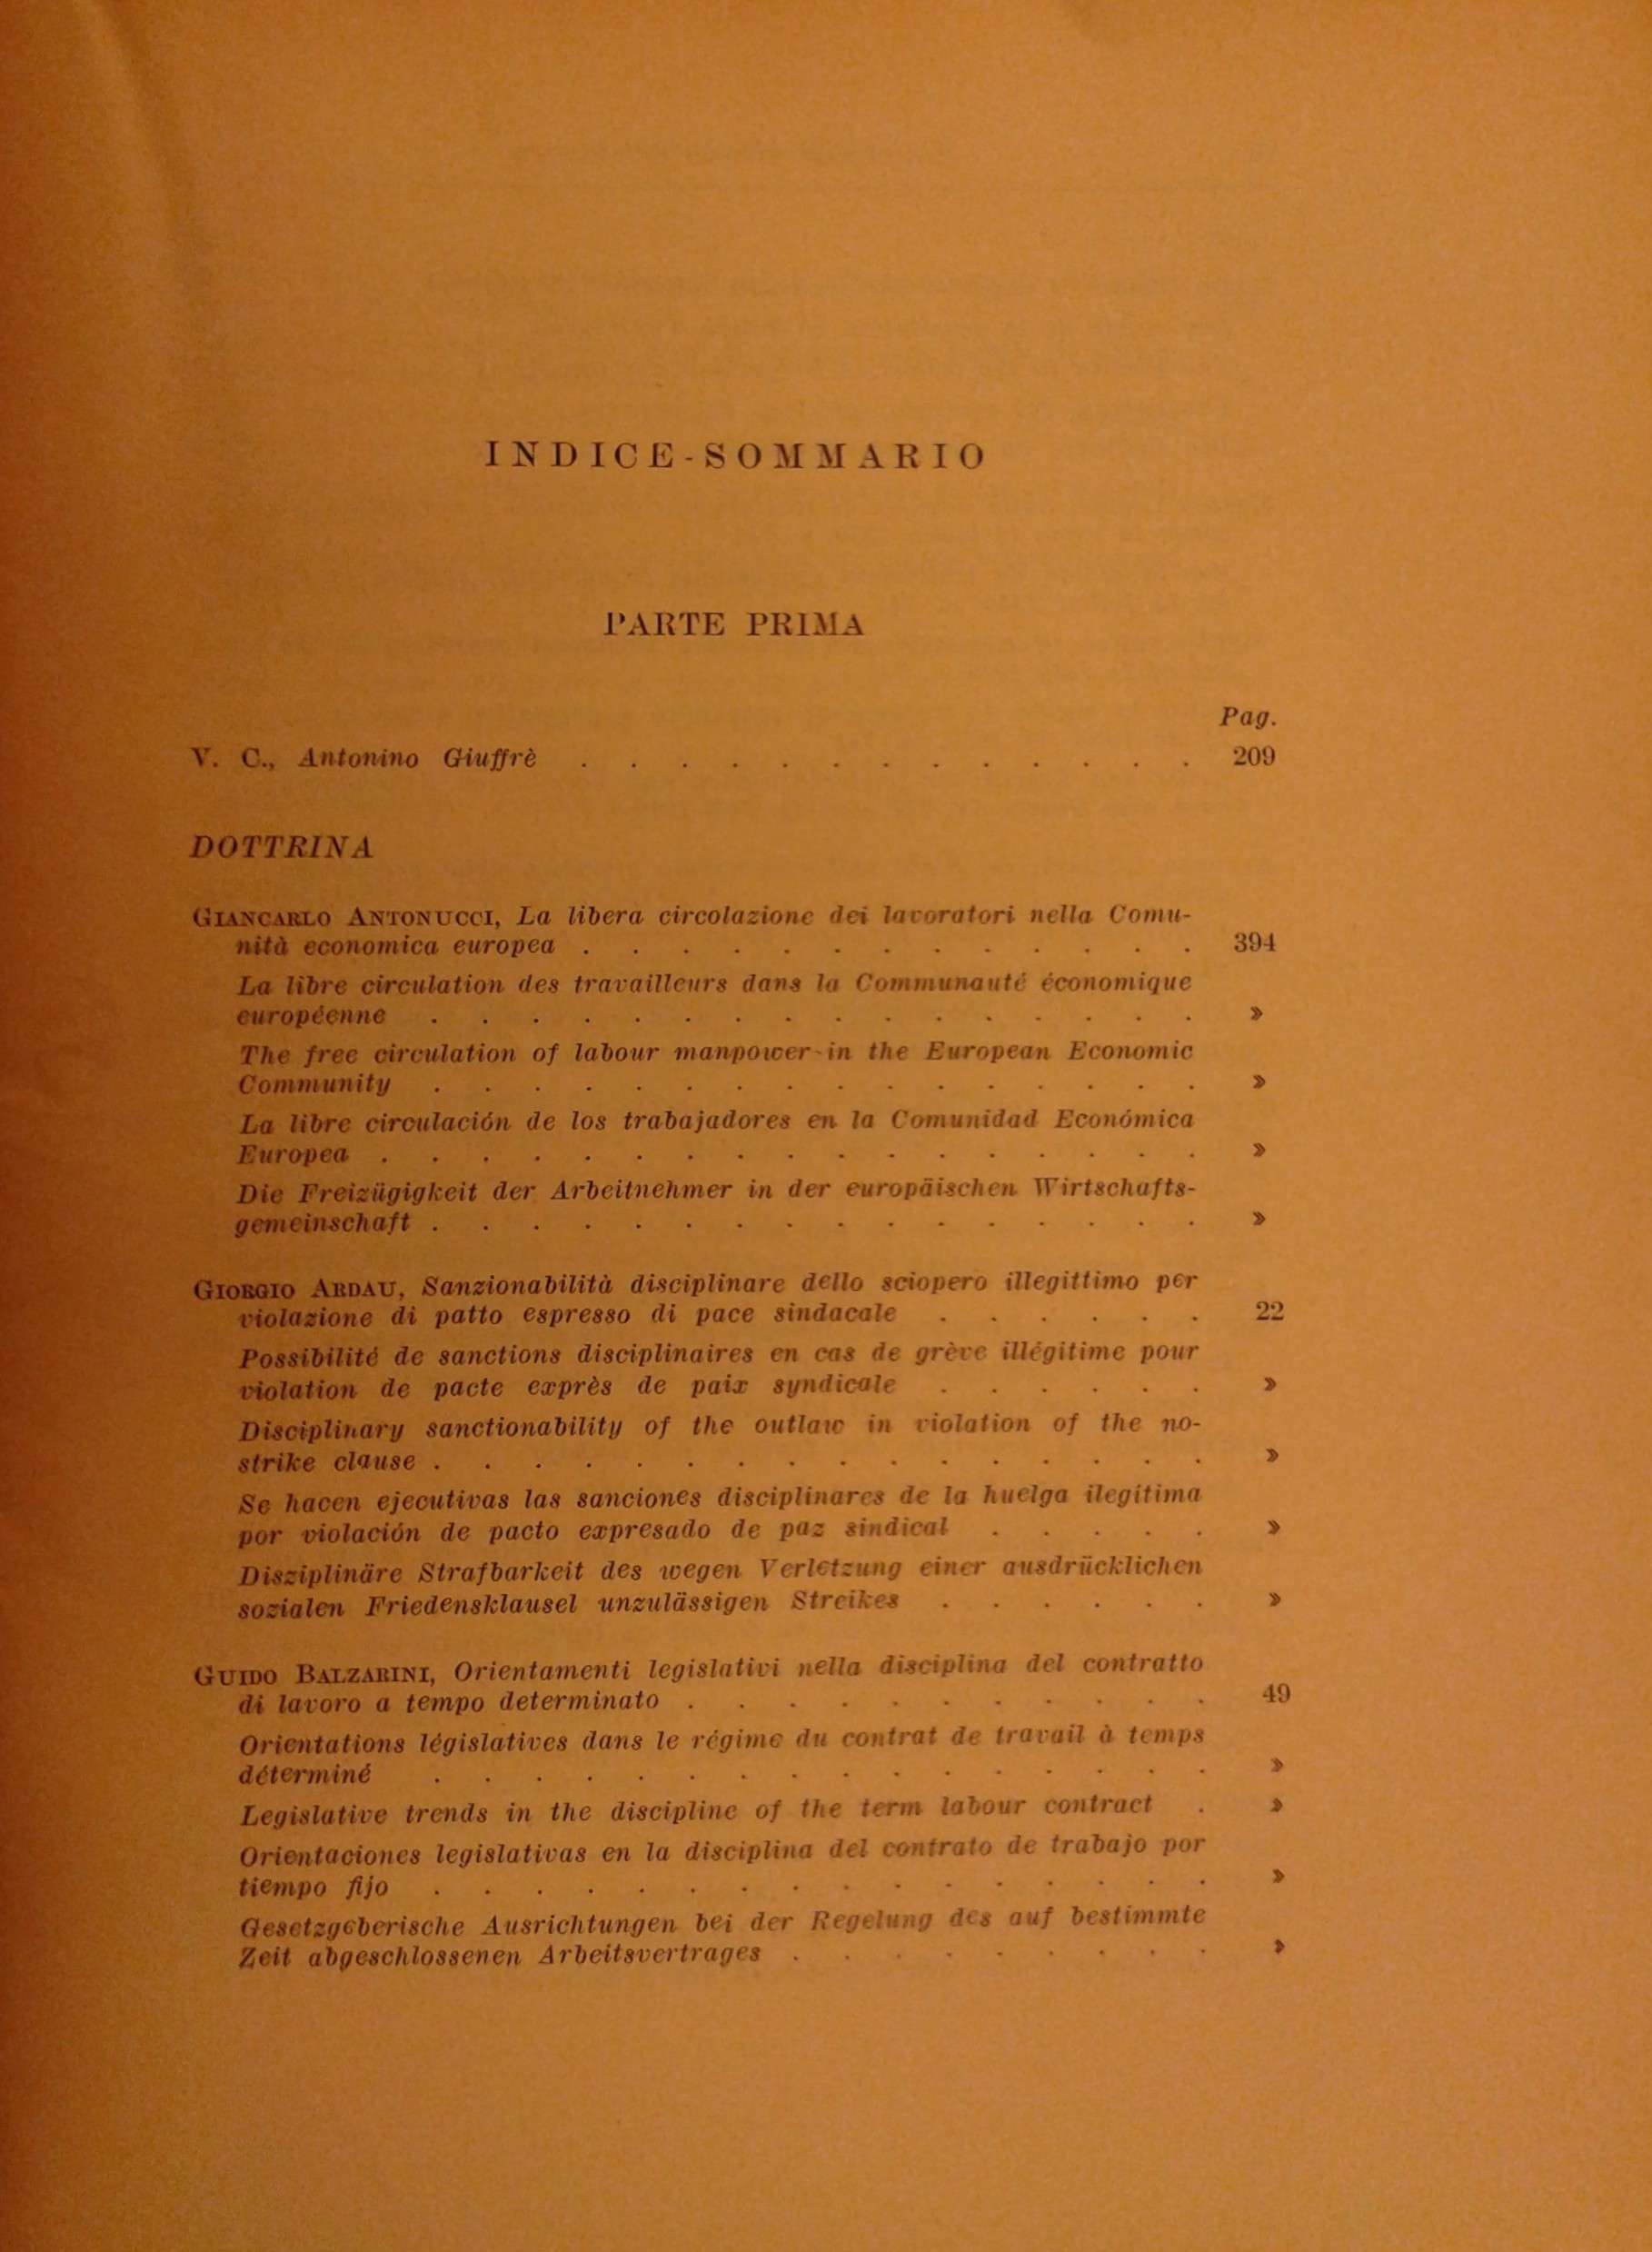 INDICE-SOMMARIO
PARTE PRIMA
Pag.
V. C., Antonino Giuffrè . . . . . . . . . . . . . 209
DOTTRINA
GIANCARLO ANTONUCCI, La libera circolazione dei lavoratori nella Comu-
nità economica europea . . . . . . . . . . . . . 394
La libre circulation des travailleurs dans la Communauté économique
européenne . . . . . . . . . . . . . . . . »
The free circulation of labour manpower in the European Economic
Community . . . . . . . . . . . . . . . . »
La libre circulación de los trabajadores en la Comunidad Económica
Europea . . . . . . . . . . . . . . . . . »
Die Freizügigkeit der Arbeitnehmer in der europäischen Wirtschafts-
gemeinschaft . . . . . . . . . . . . . . . . »
GIORGIO ARDAU, Sanzionabilità disciplinare dello sciopero illegittimo per
violazione di patto espresso di pace sindacale . . . . . . 22
Possibilité de sanctions disciplinaires en cas de grève illégitime pour
violation de pacte exprès de paix syndicale . . . . . . »
Disciplinary sanctionability of the outlaw in violation of the no-
strike clause . . . . . . . . . . . . . . . . »
Se hacen ejecutivas las sanciones disciplinares de la huelga ilegitima
por violación de pacto expresado de paz sindical . . . . . »
Disziplinäre Strafbarkeit des wegen Verletzung einer ausdrücklichen
sozialen Friedensklausel unzulässigen Streikes . . . . . . »
GUIDO BALZARINI, Orientamenti legislativi nella disciplina del contratto
di lavoro a tempo determinato . . . . . . . . . . . 49
Orientations législatives dans le régime du contrat de travail à temps
déterminé . . . . . . . . . . . . . . . . »
Legislative trends in the discipline of the term labour contract . »
Orientaciones legislativas en la disciplina del contrato de trabajo por
tiempo fijo . . . . . . . . . . . . . . . . »
Gesetzgeberische Ausrichtungen bei der Regelung des auf bestimmte
Zeit abgeschlossenen Arbeitsvertrages . . . . . . . . . »